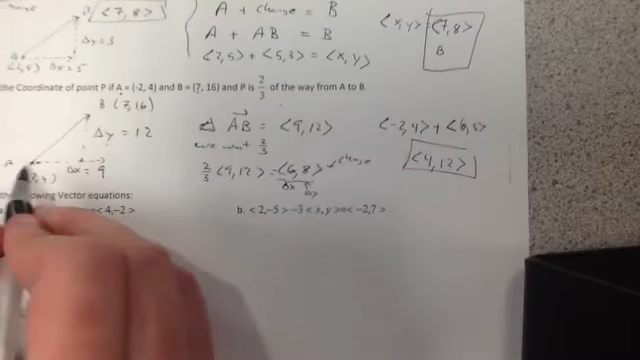 <7,8>
A + change = B
<x,y> = <7,8>
B
Δy = 3
A + AB = B
<2,5> Δx = 5
<2,5> + <5,3> = <x,y>
the Coordinate of point P if A = (-2, 4) and B = (7, 16) and P is 2/3 of the way from A to B.
B (7,16)
Δy = 12
AB = <9,12>
<-2,4> + <6,8>
we want 2/3
A
Δx = 9
2/3 <9,12> = <6,8> change
<4,12>
Δx
the following Vector equations:
<4,-2>
b. <2,-5> -3<x,y>=<-2,7>